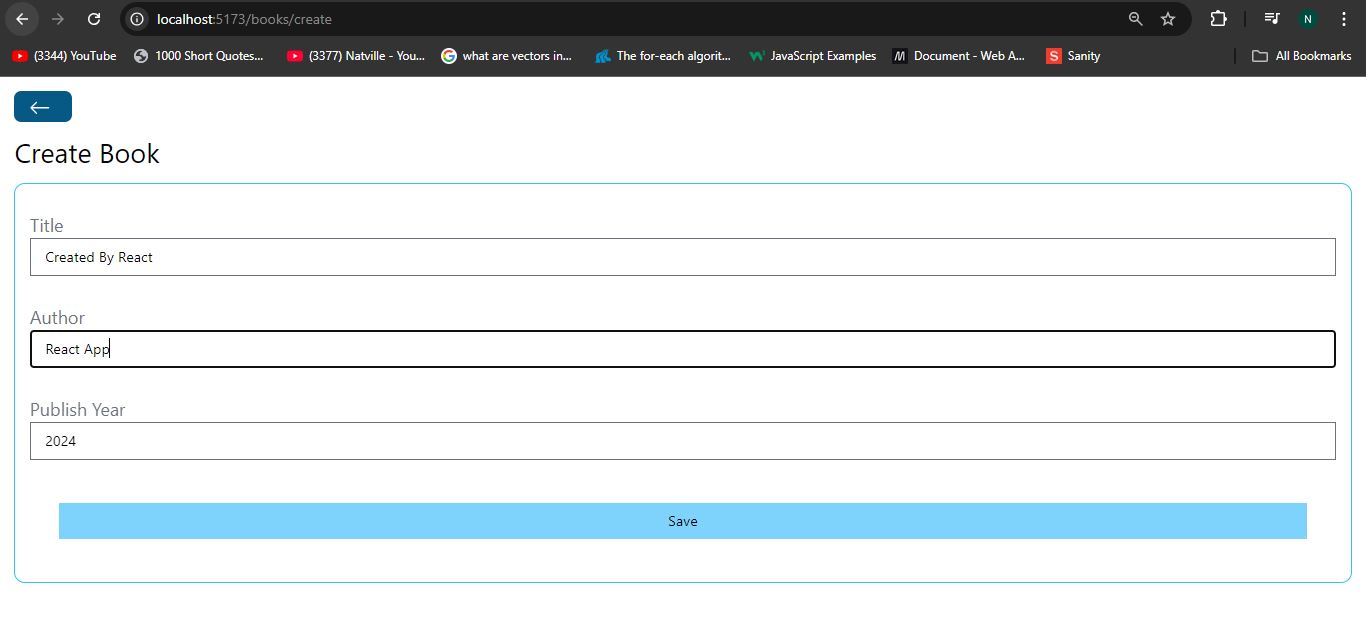 localhost:5173/books/create
N
(3344) YouTube 1000 Short Quotes... (3377) Natville - You... what are vectors in... The for-each algorit... JavaScript Examples Document - Web A... S Sanity All Bookmarks
Create Book
Title
Created By React
Author
React App
Publish Year
2024
Save